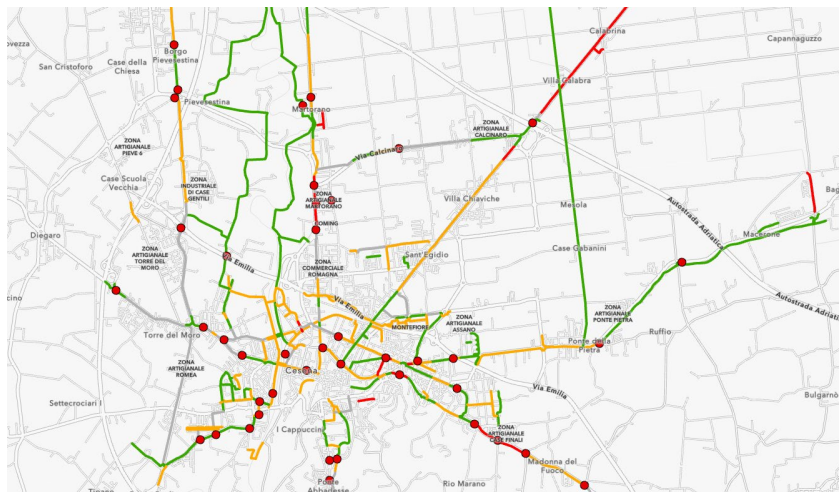 Calabrina
Capannaguzzo
Borgo
Pievesestina
Case della
Chiesa
San Cristoforo
Villa Calabra
Pievesestina
Martorano
ZONA
ARTIGIANALE
CALCINARO
ZONA
ARTIGIANALE
PIEVE 6
Via Calcinaro
Case Scuola
Vecchia
ZONA
INDUSTRIALE
DI CASE
GENTILI
ZONA
ARTIGIANALE
MARTORANO
Villa Chiaviche
Mensola
Autostrada Adriatica
Macerone
Diegaro
ZONA
ARTIGIANALE
TORRE DEL
MORO
Via Emilia
ZONA
COMMERCIALE
ROMAGNA
Sant'Egidio
Case Gabanini
Autostrada Adriati
Via Emilia
MONTEFIORE
ZONA
ARTIGIANALE
ASSANO
ZONA
ARTIGIANALE
PONTE PIETRA
Ruffio
Torre del Moro
Ponte della
Pietra
ZONA
ARTIGIANALE
ROMEA
Cesena
Via Emilia
Bulgarnò
Settecrociari I
I Cappuccini
ZONA
ARTIGIANALE
CASE FINALI
Madonna del
Fuoco
Rio Marano
Ponte
Abbadesse